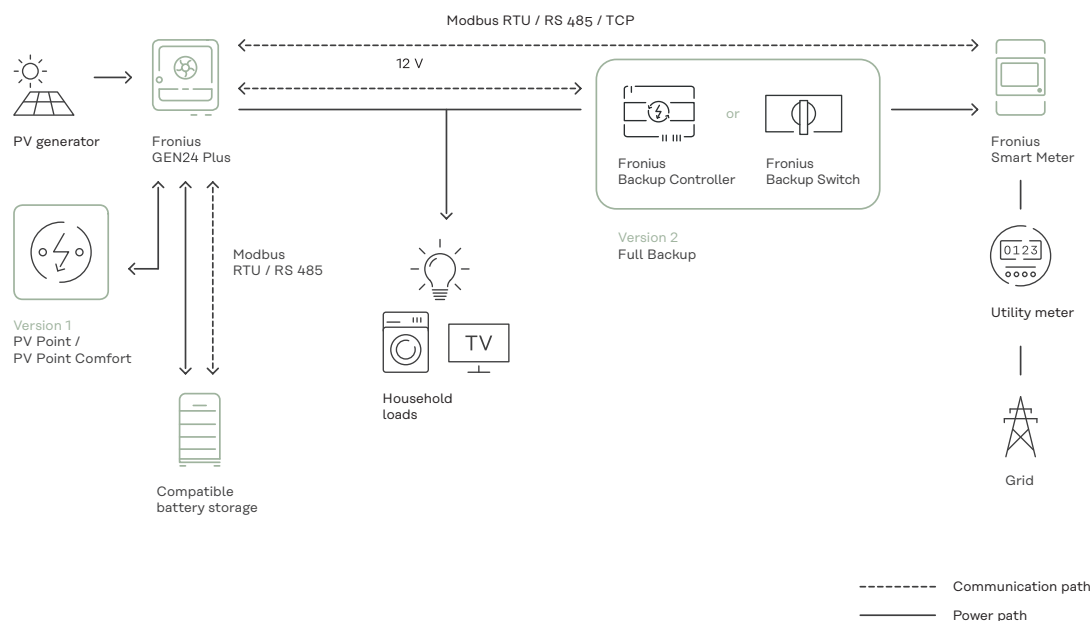 Modbus RTU / RS 485 / TCP
12 V
PV generator
Fronius
GEN24 Plus
or
Fronius
Backup Controller
Fronius
Backup Switch
Fronius
Smart Meter
Version 2
Full Backup
Modbus
RTU / RS 485
0123
Utility meter
Version 1
PV Point /
PV Point Comfort
TV
Household
loads
Compatible
battery storage
Grid
Communication path
Power path